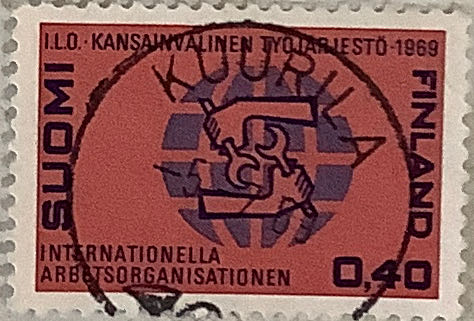 I.L.O. · KANSAINVÄLINEN TYÖJÄRJESTÖ · 1969
SUOMI
FINLAND
KUURILA
INTERNATIONELLA
ARBETSORGANISATIONEN
0,40